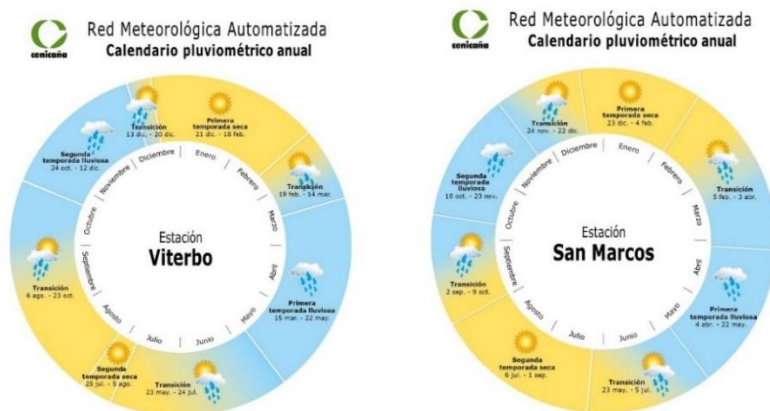 cenicaña
Red Meteorológica Automatizada
Calendario pluviométrico anual
Estación
Viterbo
Enero
Febrero
Marzo
Abril
Mayo
Junio
Julio
Agosto
Septiembre
Octubre
Noviembre
Diciembre
Primera
temporada seca
21 dic. - 18 feb.
Transición
19 feb. - 14 mar.
Primera
temporada lluviosa
15 mar. - 22 may.
Transición
23 may. - 24 jul.
Segunda
temporada seca
25 jul. - 5 ago.
Transición
6 ago. - 23 oct.
Segunda
temporada lluviosa
24 oct. - 12 dic.
Transición
13 dic. - 20 dic.
cenicaña
Red Meteorológica Automatizada
Calendario pluviométrico anual
Estación
San Marcos
Enero
Febrero
Marzo
Abril
Mayo
Junio
Julio
Agosto
Septiembre
Octubre
Noviembre
Diciembre
Primera
temporada seca
23 dic. - 4 feb.
Transición
5 feb. - 3 abr.
Primera
temporada lluviosa
4 abr. - 22 may.
Transición
23 may. - 5 jul.
Segunda
temporada seca
6 jul. - 1 sep.
Transición
2 sep. - 9 oct.
Segunda
temporada lluviosa
10 oct. - 23 nov.
Transición
24 nov. - 22 dic.